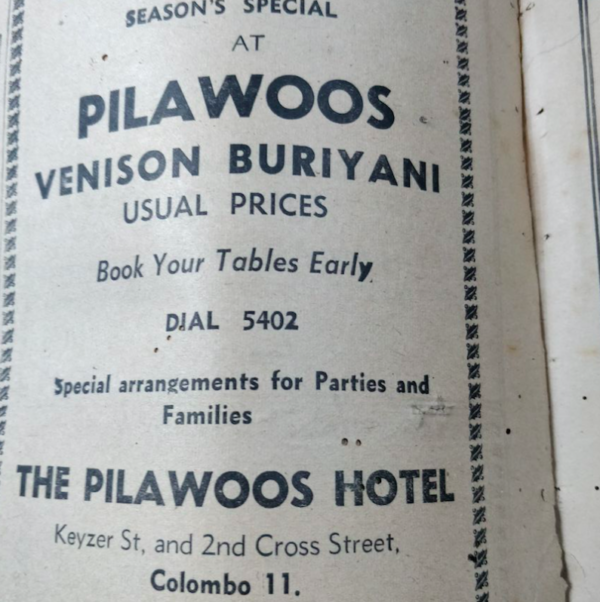 SEASON'S SPECIAL
AT
PILAWOOS
VENISON BURIYANI
USUAL PRICES
Book Your Tables Early
DIAL 5402
Special arrangements for Parties and
Families
THE PILAWOOS HOTEL
Keyzer St, and 2nd Cross Street,
Colombo 11.